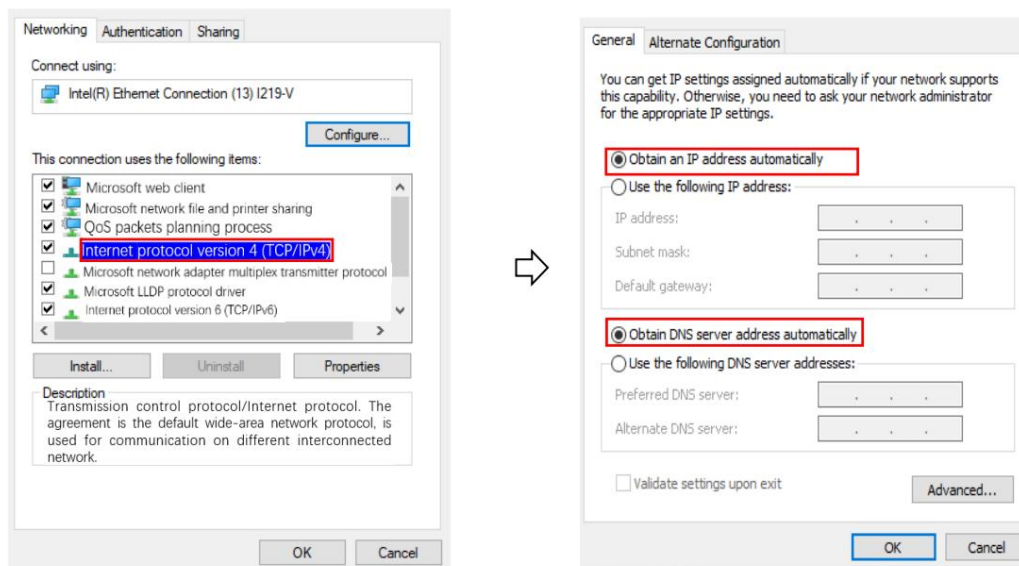 Networking Authentication Sharing
Connect using:
Intel(R) Ethernet Connection (13) I219-V
Configure...
This connection uses the following items:
Microsoft web client
Microsoft network file and printer sharing
QoS packets planning process
Internet protocol version 4 (TCP/IPv4)
Microsoft network adapter multiplex transmitter protocol
Microsoft LLDP protocol driver
Internet protocol version 6 (TCP/IPv6)
Install... Uninstall Properties
Description
Transmission control protocol/Internet protocol. The
agreement is the default wide-area network protocol, is
used for communication on different interconnected
network.
OK Cancel
General Alternate Configuration
You can get IP settings assigned automatically if your network supports
this capability. Otherwise, you need to ask your network administrator
for the appropriate IP settings.
Obtain an IP address automatically
Use the following IP address:
IP address:
Subnet mask:
Default gateway:
Obtain DNS server address automatically
Use the following DNS server addresses:
Preferred DNS server:
Alternate DNS server:
Validate settings upon exit
Advanced...
OK Cancel